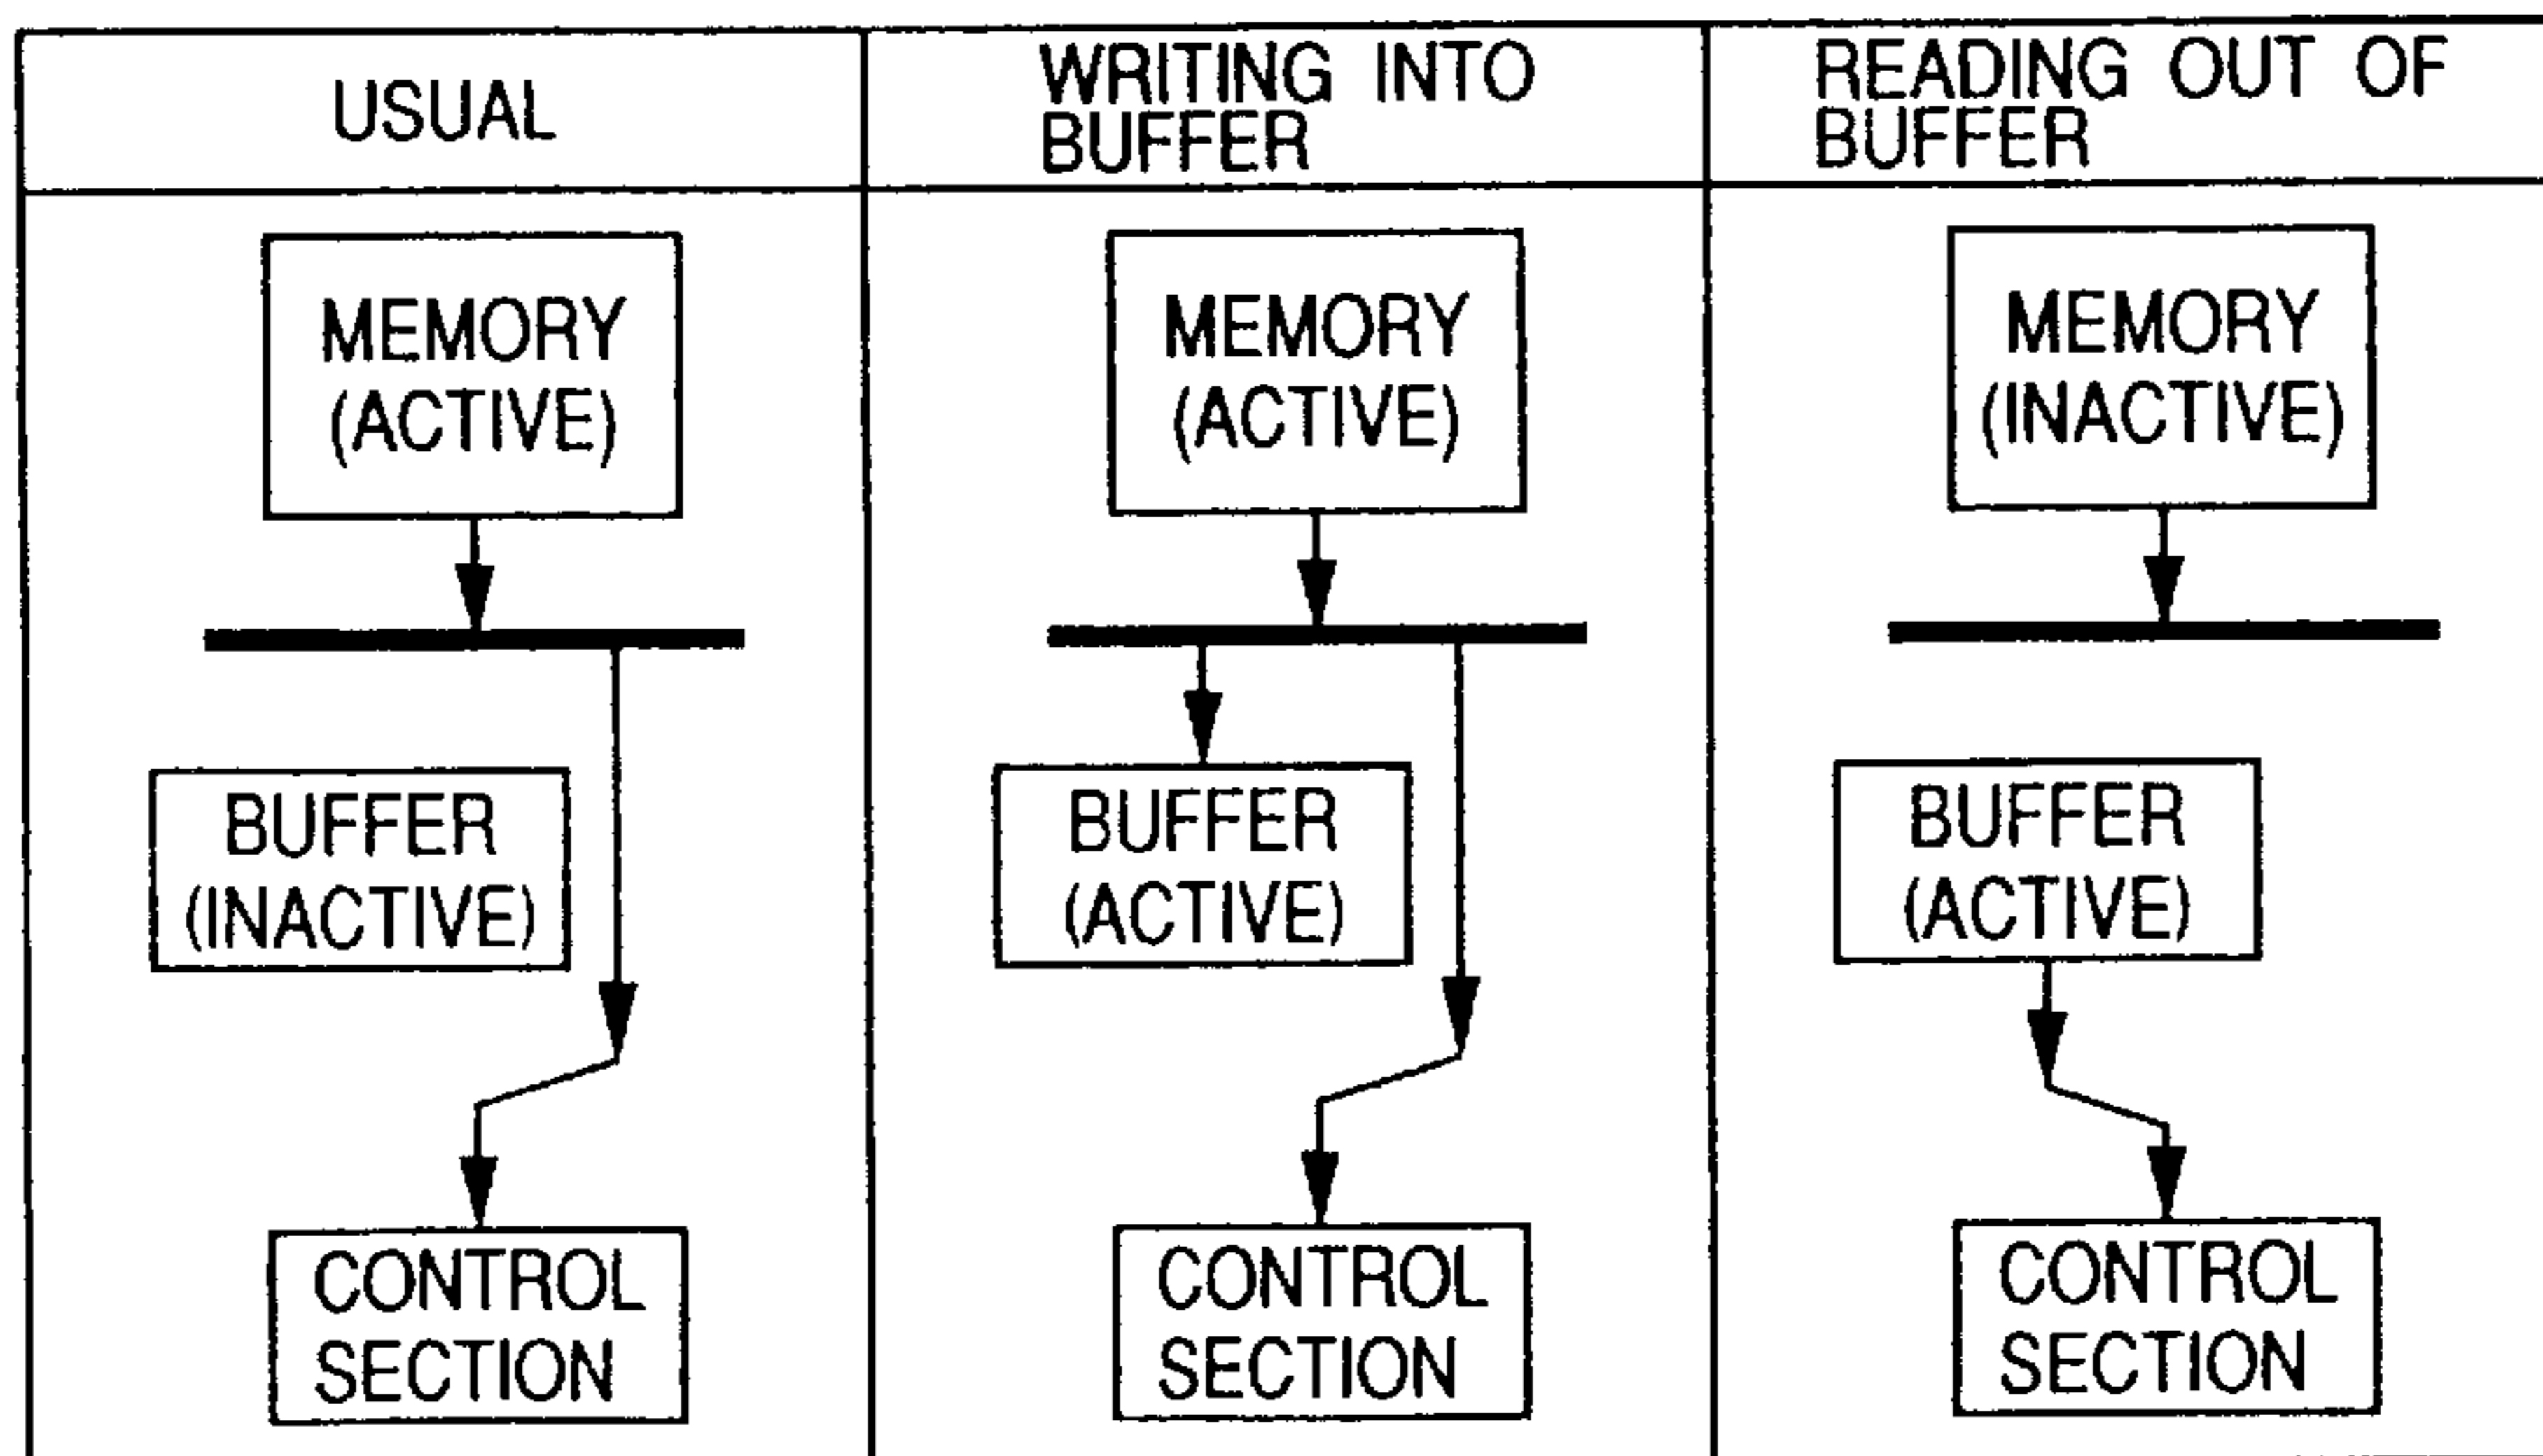 USUAL
WRITING INTO
BUFFER
READING OUT OF
BUFFER
MEMORY
(ACTIVE)
BUFFER
(INACTIVE)
CONTROL
SECTION
MEMORY
(ACTIVE)
BUFFER
(ACTIVE)
CONTROL
SECTION
MEMORY
(INACTIVE)
BUFFER
(ACTIVE)
CONTROL
SECTION